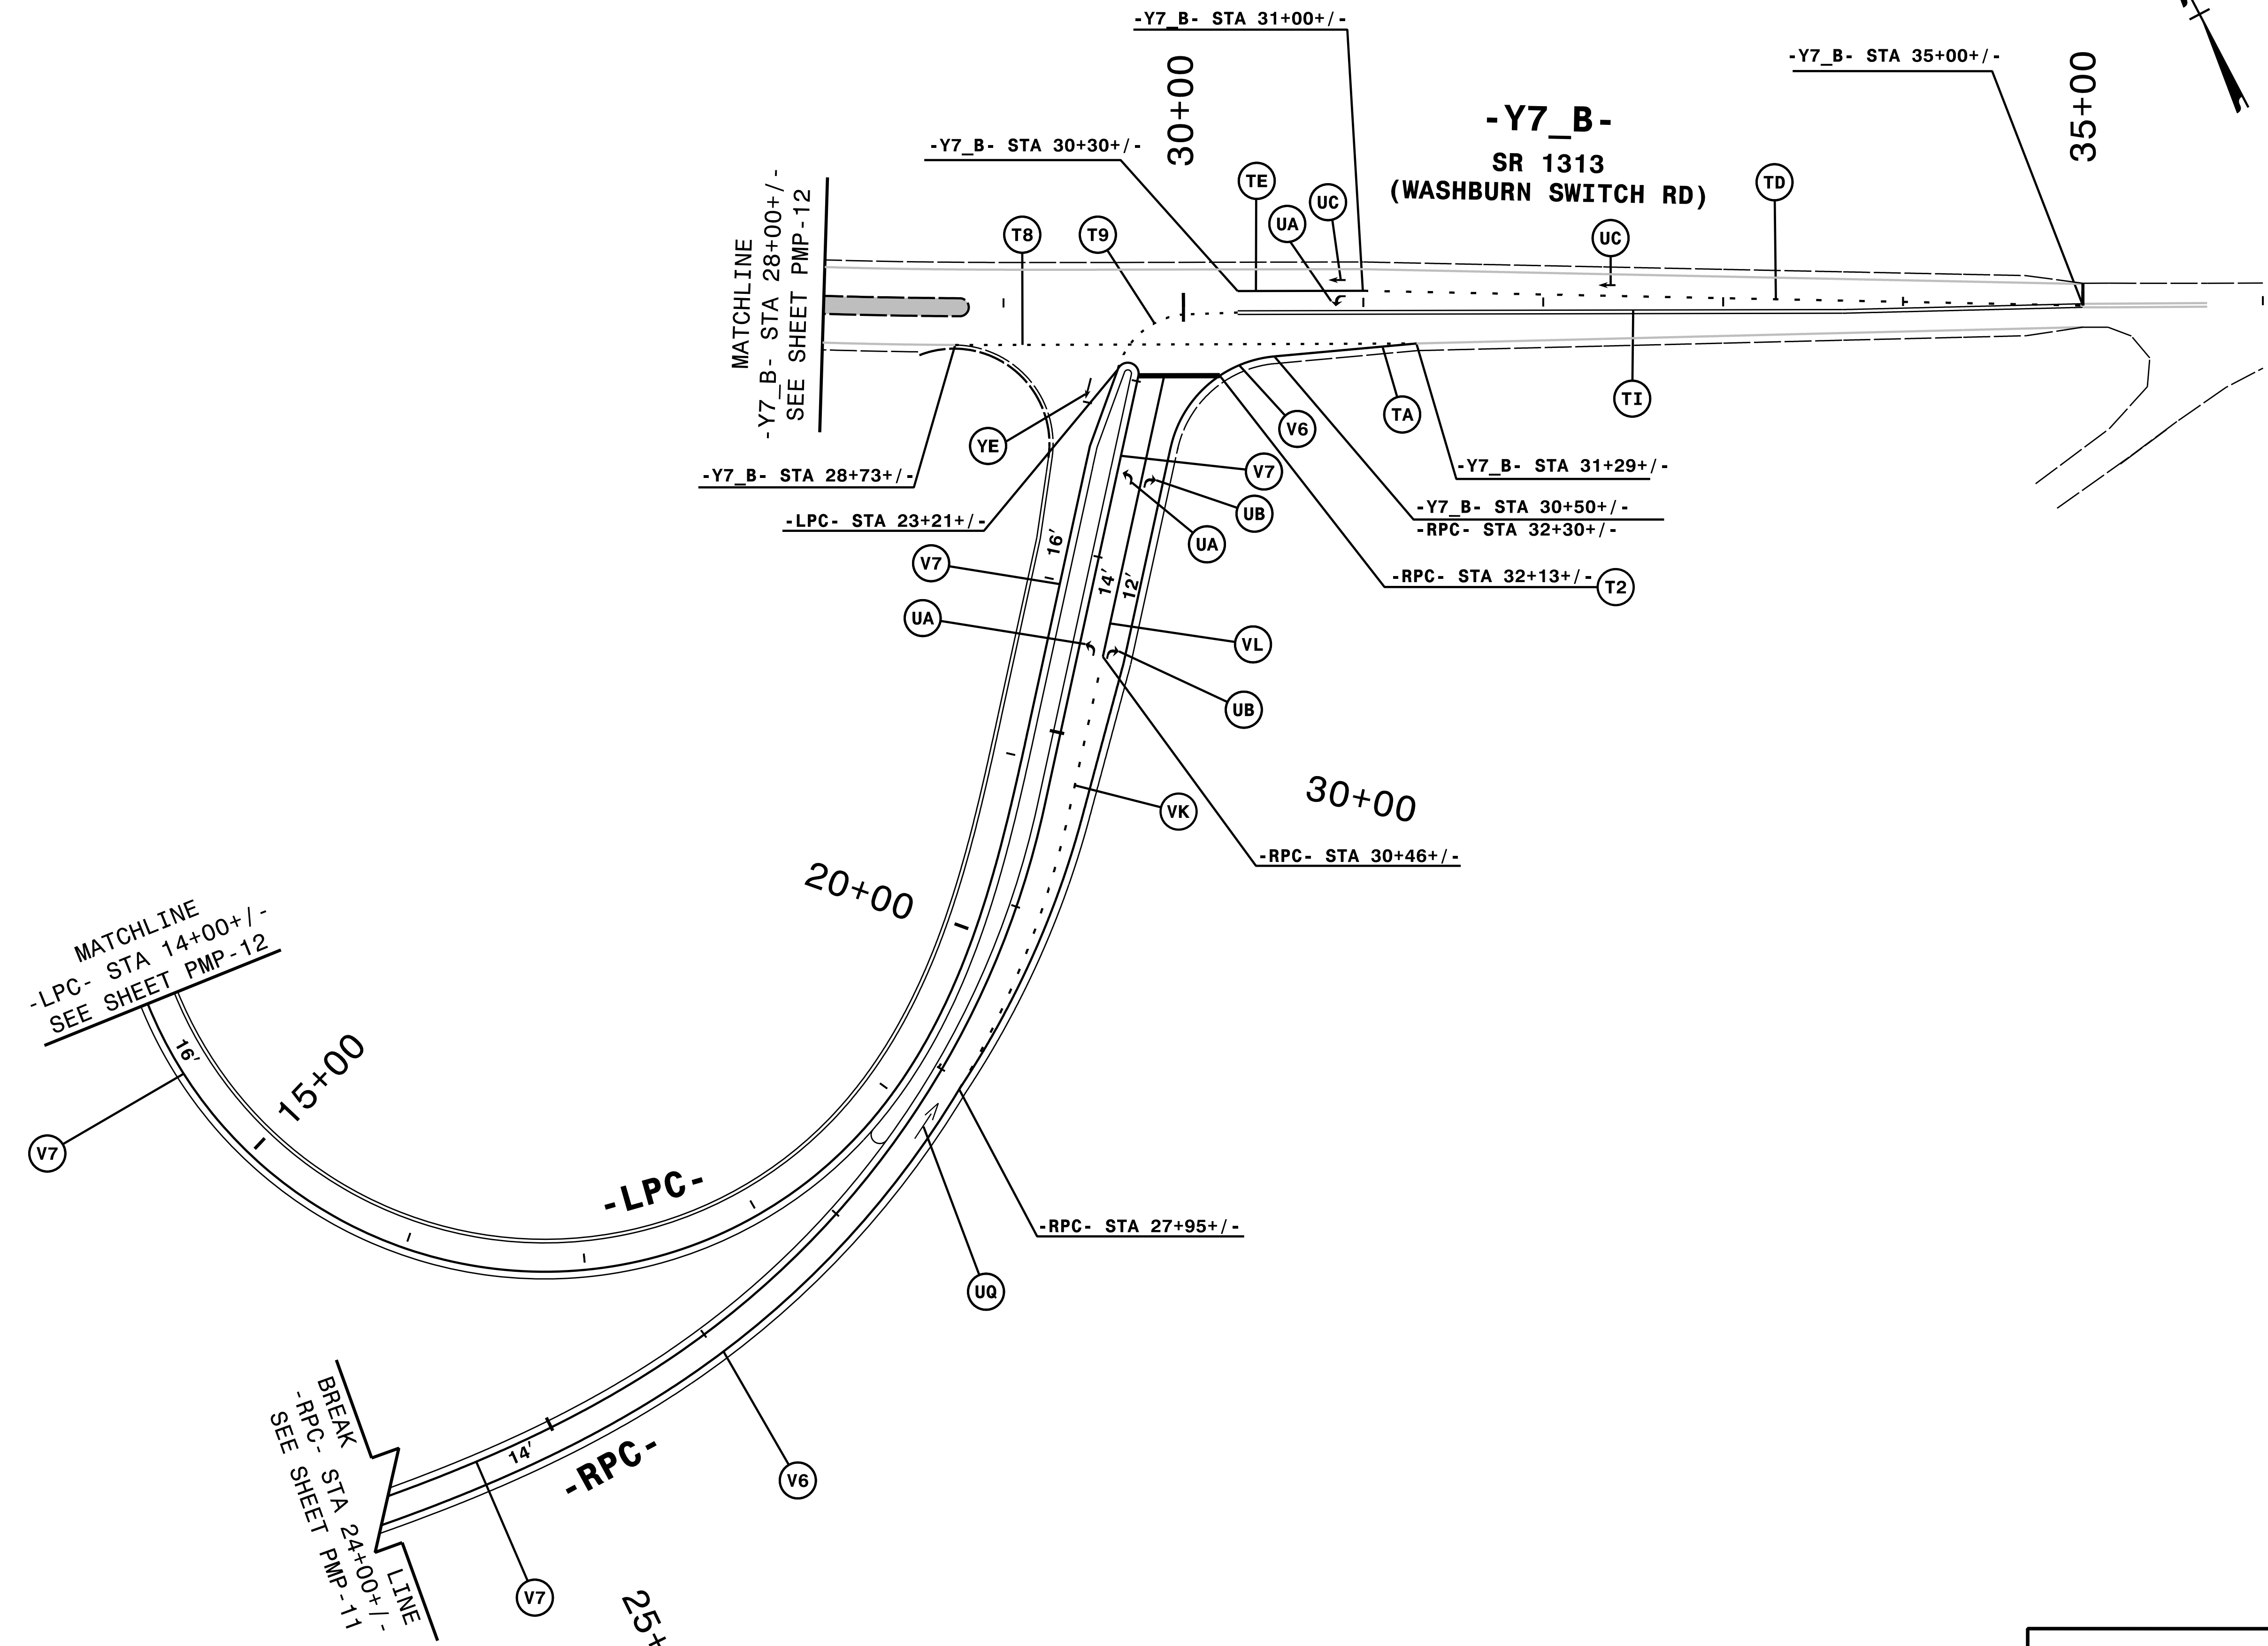 -Y7_B- STA 31+00+/-
-Y7_B- STA 35+00+/-
30+00
35+00
-Y7_B-
SR 1313
(WASHBURN SWITCH RD)
-Y7_B- STA 30+30+/-
MATCHLINE
-Y7_B- STA 28+00+/-
SEE SHEET PMP-12
TE
UC
UA
TD
T8
T9
UC
TI
TA
V6
YE
-Y7_B- STA 28+73+/-
-Y7_B- STA 31+29+/-
V7
-LPC- STA 23+21+/-
UB
-Y7_B- STA 30+50+/-
-RPC- STA 32+30+/-
16'
UA
V7
14'
12'
-RPC- STA 32+13+/-
T2
UA
VL
UB
30+00
VK
-RPC- STA 30+46+/-
20+00
MATCHLINE
-LPC- STA 14+00+/-
SEE SHEET PMP-12
16'
15+00
V7
-LPC-
-RPC- STA 27+95+/-
UQ
BREAK LINE
-RPC- STA 24+00+/-
SEE SHEET PMP-11
14'
-RPC-
V6
V7
25+